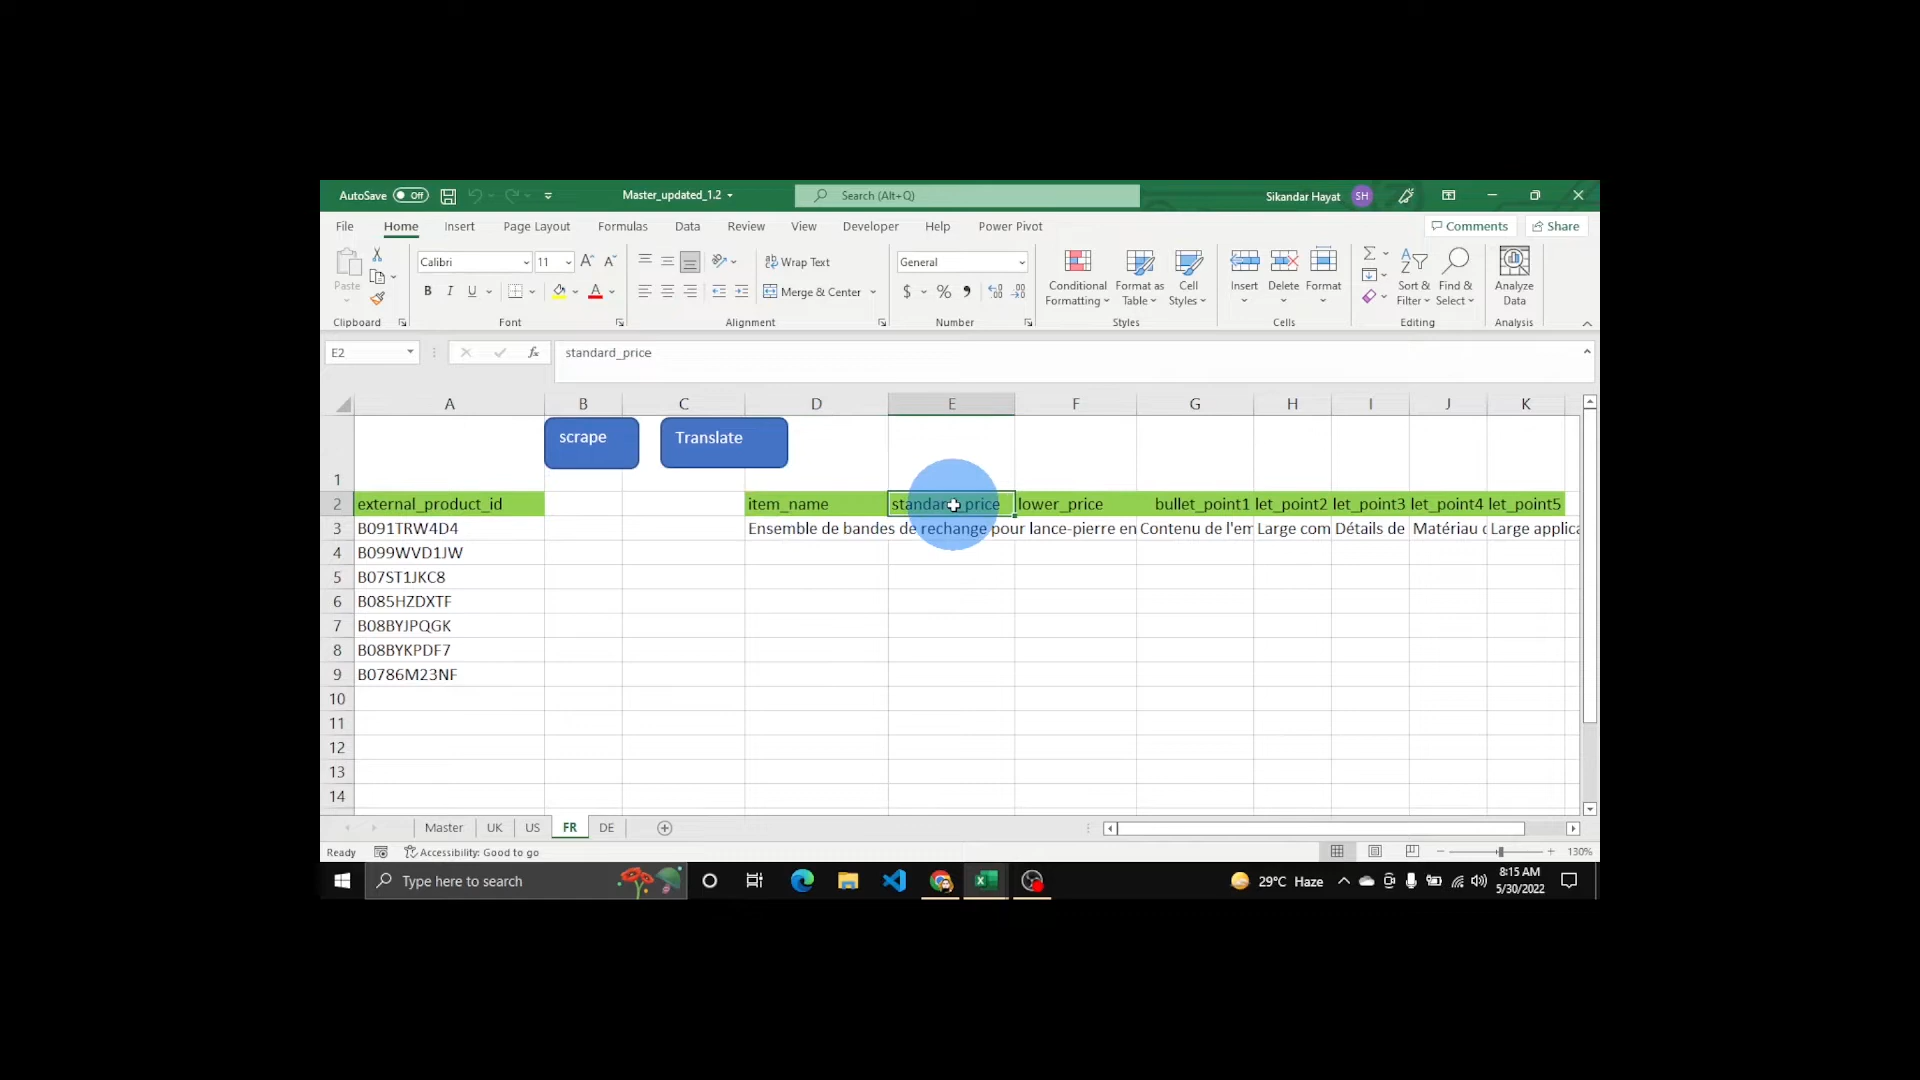 AutoSave Off Master_updated_1.2 Search (Alt+Q) Sikandar Hayat SH
File Home Insert Page Layout Formulas Data Review View Developer Help Power Pivot Comments Share
Paste Calibri 11 Wrap Text General
B I U Merge & Center $ % Conditional Formatting Format as Table Cell Styles Insert Delete Format Sort & Filter Find & Select Analyze Data
Clipboard Font Alignment Number Styles Cells Editing Analysis
E2 fx standard_price
A B C D E F G H I J K
scrape Translate
1
2 external_product_id item_name standard_price lower_price bullet_point1 let_point2 let_point3 let_point4 let_point5
3 B091TRW4D4 Ensemble de bandes de rechange pour lance-pierre en Contenu de l'em Large com Détails de Matériau Large applica
4 B099WVD1JW
5 B07ST1JKC8
6 B085HZDXTF
7 B08BYJPQGK
8 B08BYKPDF7
9 B0786M23NF
10
11
12
13
14
Master UK US FR DE
Ready Accessibility: Good to go 130%
Type here to search 29°C Haze 8:15 AM
5/30/2022